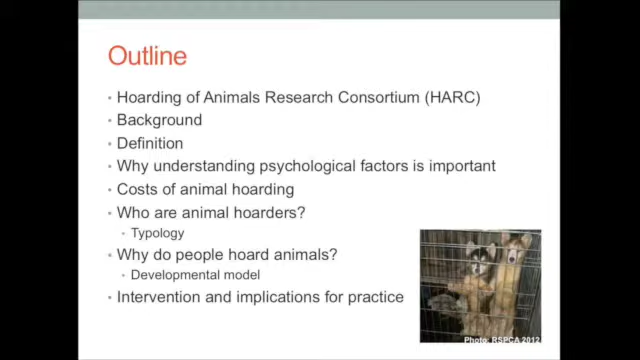 Outline
• Hoarding of Animals Research Consortium (HARC)
• Background
• Definition
• Why understanding psychological factors is important
• Costs of animal hoarding
• Who are animal hoarders?
• Typology
• Why do people hoard animals?
• Developmental model
• Intervention and implications for practice
Photo: RSPCA 2012